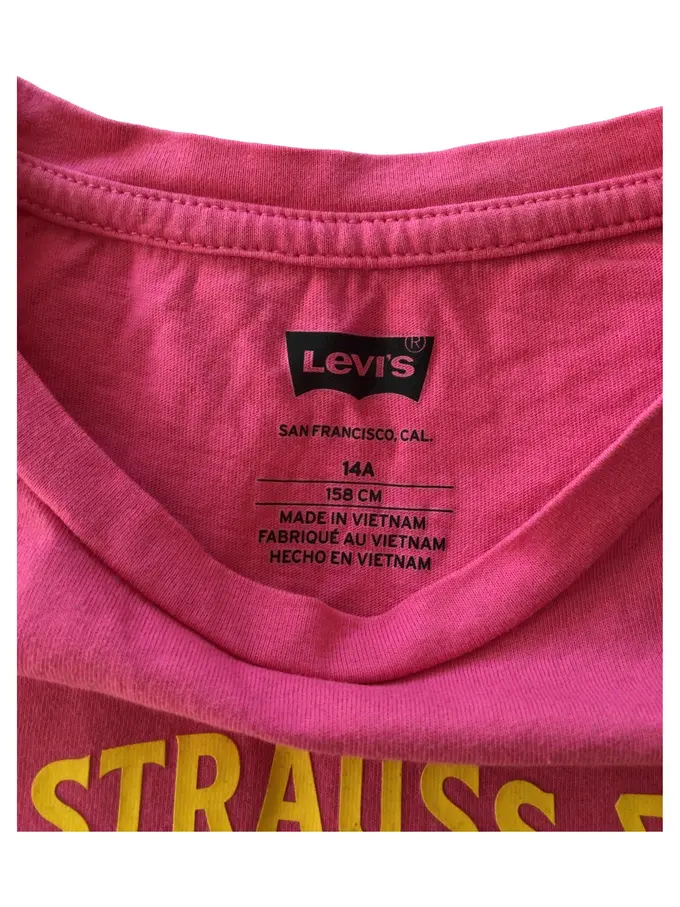 LEVI'S ®
SAN FRANCISCO, CAL.
14A
158 CM
MADE IN VIETNAM
FABRIQUÉ AU VIETNAM
HECHO EN VIETNAM
STRAUSS